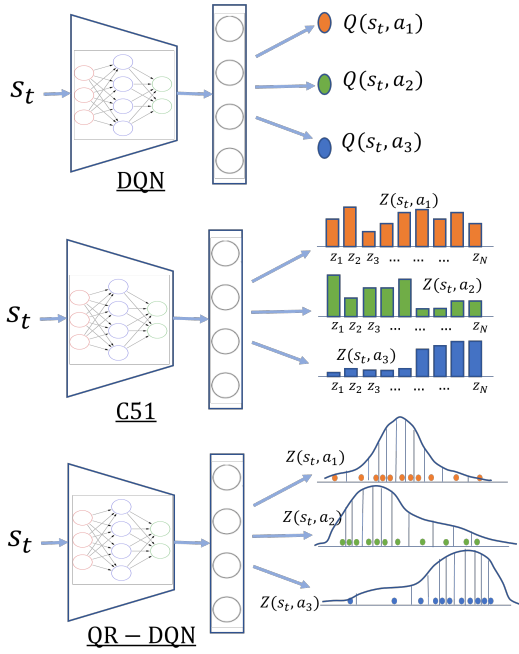 s_t
Q(s_t, a_1)
Q(s_t, a_2)
Q(s_t, a_3)
DQN
s_t
Z(s_t, a_1)
z_1 z_2 z_3 ... ... ... ... z_N
Z(s_t, a_2)
z_1 z_2 z_3 ... ... ... ... z_N
Z(s_t, a_3)
z_1 z_2 z_3 ... ... ... ... z_N
C51
s_t
Z(s_t, a_1)
Z(s_t, a_2)
Z(s_t, a_3)
QR − DQN